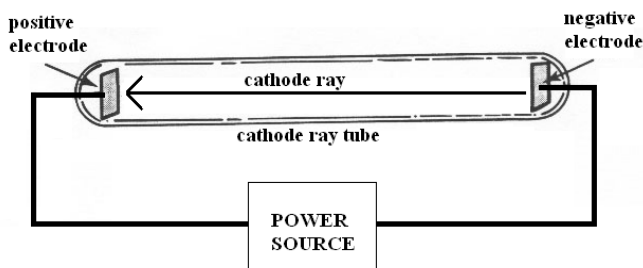 positive
electrode
negative
electrode
cathode ray
cathode ray tube
POWER
SOURCE